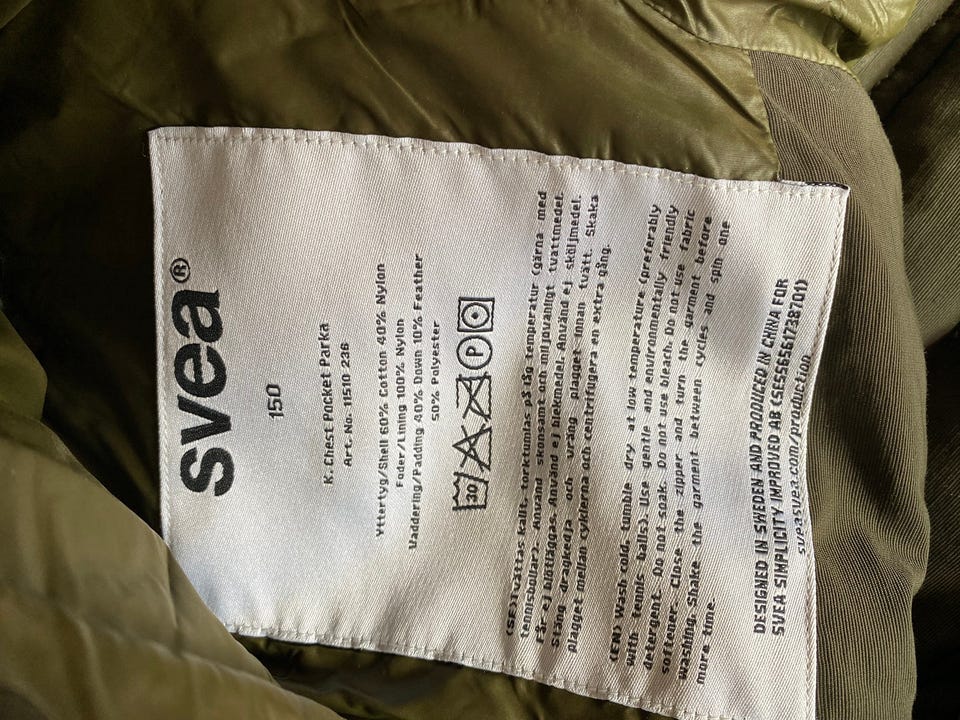 svea®
150
K. Chest Pocket Parka
Art. No: 11510 236
Yttertyg/Shell 60% Cotton 40% Nylon
Foder/Lining 100% Nylon
Vaddering/Padding 40% Down 10% Feather
50% Polyester
30 P
(SE) Tvättas kallt, torktumlas på låg temperatur (gärna med
tennisbollar). Använd skonsamt och miljövänligt tvättmedel.
Får ej blötläggas. Använd ej blekmedel. Använd ej sköljmedel.
Stäng dragkedja och vräng plagget innan tvätt. Skaka
plagget mellan cyklerna och centrifugera en extra gång.
(EN) Wash cold, tumble dry at low temperature (preferably
with tennis balls). Use gentle and environmentally friendly
detergent. Do not soak. Do not use bleach. Do not use fabric
softener. Close the zipper and turn the garment before
washing. Shake the garment between cycles and spin one
more time.
DESIGNED IN SWEDEN AND PRODUCED IN CHINA FOR
SVEA SIMPLICITY IMPROVED AB (SE556561738701)
sveasvea.com/production